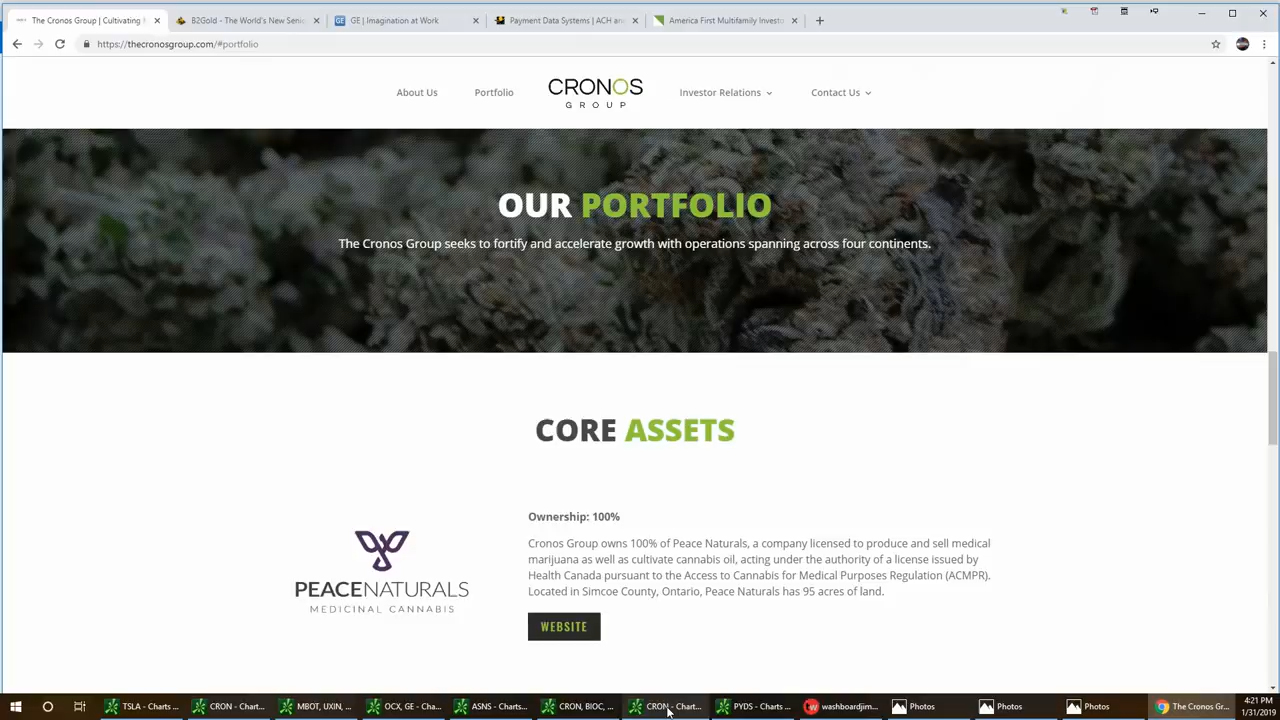 The Cronos Group | Cultivating
B2Gold - The World's New Senio
GE | Imagination at Work
Payment Data Systems | ACH an
America First Multifamily Investo
https://thecronosgroup.com/#portfolio
About Us
Portfolio
CRONOS
GROUP
Investor Relations
Contact Us
OUR PORTFOLIO
The Cronos Group seeks to fortify and accelerate growth with operations spanning across four continents.
CORE ASSETS
PEACENATURALS
MEDICINAL CANNABIS
Ownership: 100%
Cronos Group owns 100% of Peace Naturals, a company licensed to produce and sell medical
marijuana as well as cultivate cannabis oil, acting under the authority of a license issued by
Health Canada pursuant to the Access to Cannabis for Medical Purposes Regulation (ACMPR).
Located in Simcoe County, Ontario, Peace Naturals has 95 acres of land.
WEBSITE
TSLA - Charts ...
CRON - Chart...
MBOT, UXIN, ...
OCX, GE - Cha...
ASNS - Charts...
CRON, BIOC, ...
CRON - Chart...
PYDS - Charts ...
washboardjim...
Photos
Photos
Photos
The Cronos Gr...
4:21 PM
1/31/2019